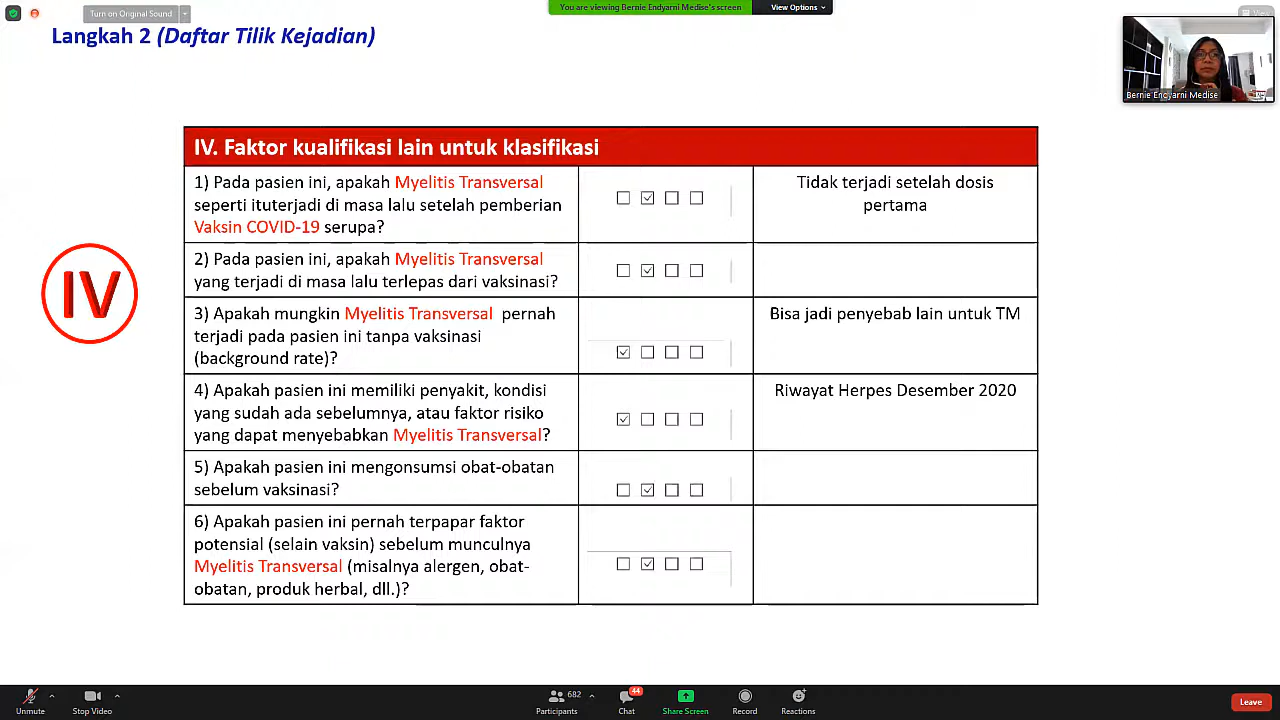 Turn on Original Sound
You are viewing Bernie Endyarni Medise's screen
View Options
View
Langkah 2 (Daftar Tilik Kejadian)
Bernie Endyarni Medise
IV. Faktor kualifikasi lain untuk klasifikasi
1) Pada pasien ini, apakah Myelitis Transversal
seperti ituterjadi di masa lalu setelah pemberian
Vaksin COVID-19 serupa?
Tidak terjadi setelah dosis
pertama
IV
2) Pada pasien ini, apakah Myelitis Transversal
yang terjadi di masa lalu terlepas dari vaksinasi?
3) Apakah mungkin Myelitis Transversal pernah
terjadi pada pasien ini tanpa vaksinasi
(background rate)?
Bisa jadi penyebab lain untuk TM
4) Apakah pasien ini memiliki penyakit, kondisi
yang sudah ada sebelumnya, atau faktor risiko
yang dapat menyebabkan Myelitis Transversal?
Riwayat Herpes Desember 2020
5) Apakah pasien ini mengonsumsi obat-obatan
sebelum vaksinasi?
6) Apakah pasien ini pernah terpapar faktor
potensial (selain vaksin) sebelum munculnya
Myelitis Transversal (misalnya alergen, obat-
obatan, produk herbal, dll.)?
Unmute
Stop Video
682
Participants
44
Chat
Share Screen
Record
Reactions
Leave